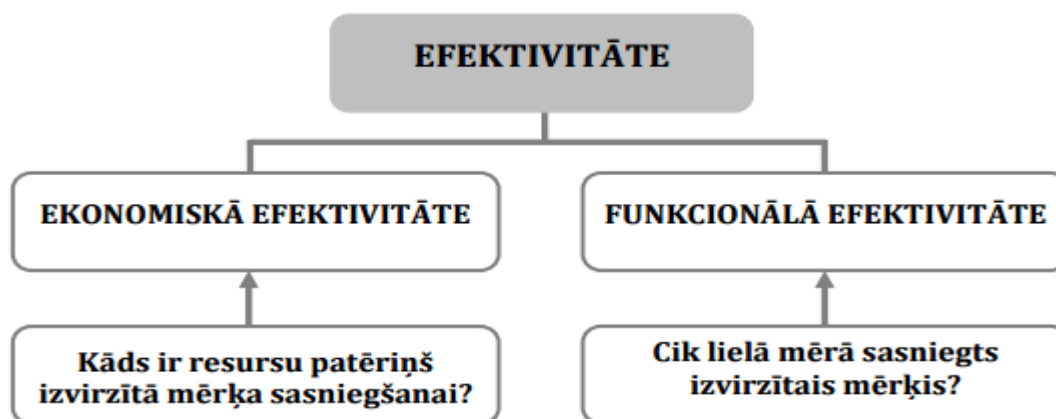 EFEKTIVITĀTE
EKONOMISKĀ EFEKTIVITĀTE
FUNKCIONĀLĀ EFEKTIVITĀTE
Kāds ir resursu patēriņš
izvirzītā mērķa sasniegšanai?
Cik lielā mērā sasniegts
izvirzītais mērķis?